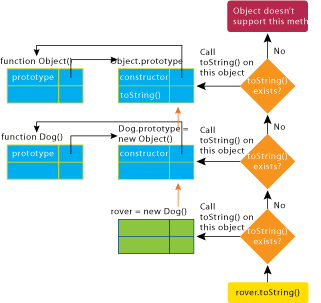 Object doesn't
support this meth
No
function Object()
Object.prototype
Call
toString() on
this object
prototype
constructor
toString()
toString()
exists?
No
function Dog()
Dog.prototype =
new Object()
Call
toString() on
this object
prototype
constructor
toString()
exists?
No
rover = new Dog()
Call
toString() on
this object
toString()
exists?
rover.toString()